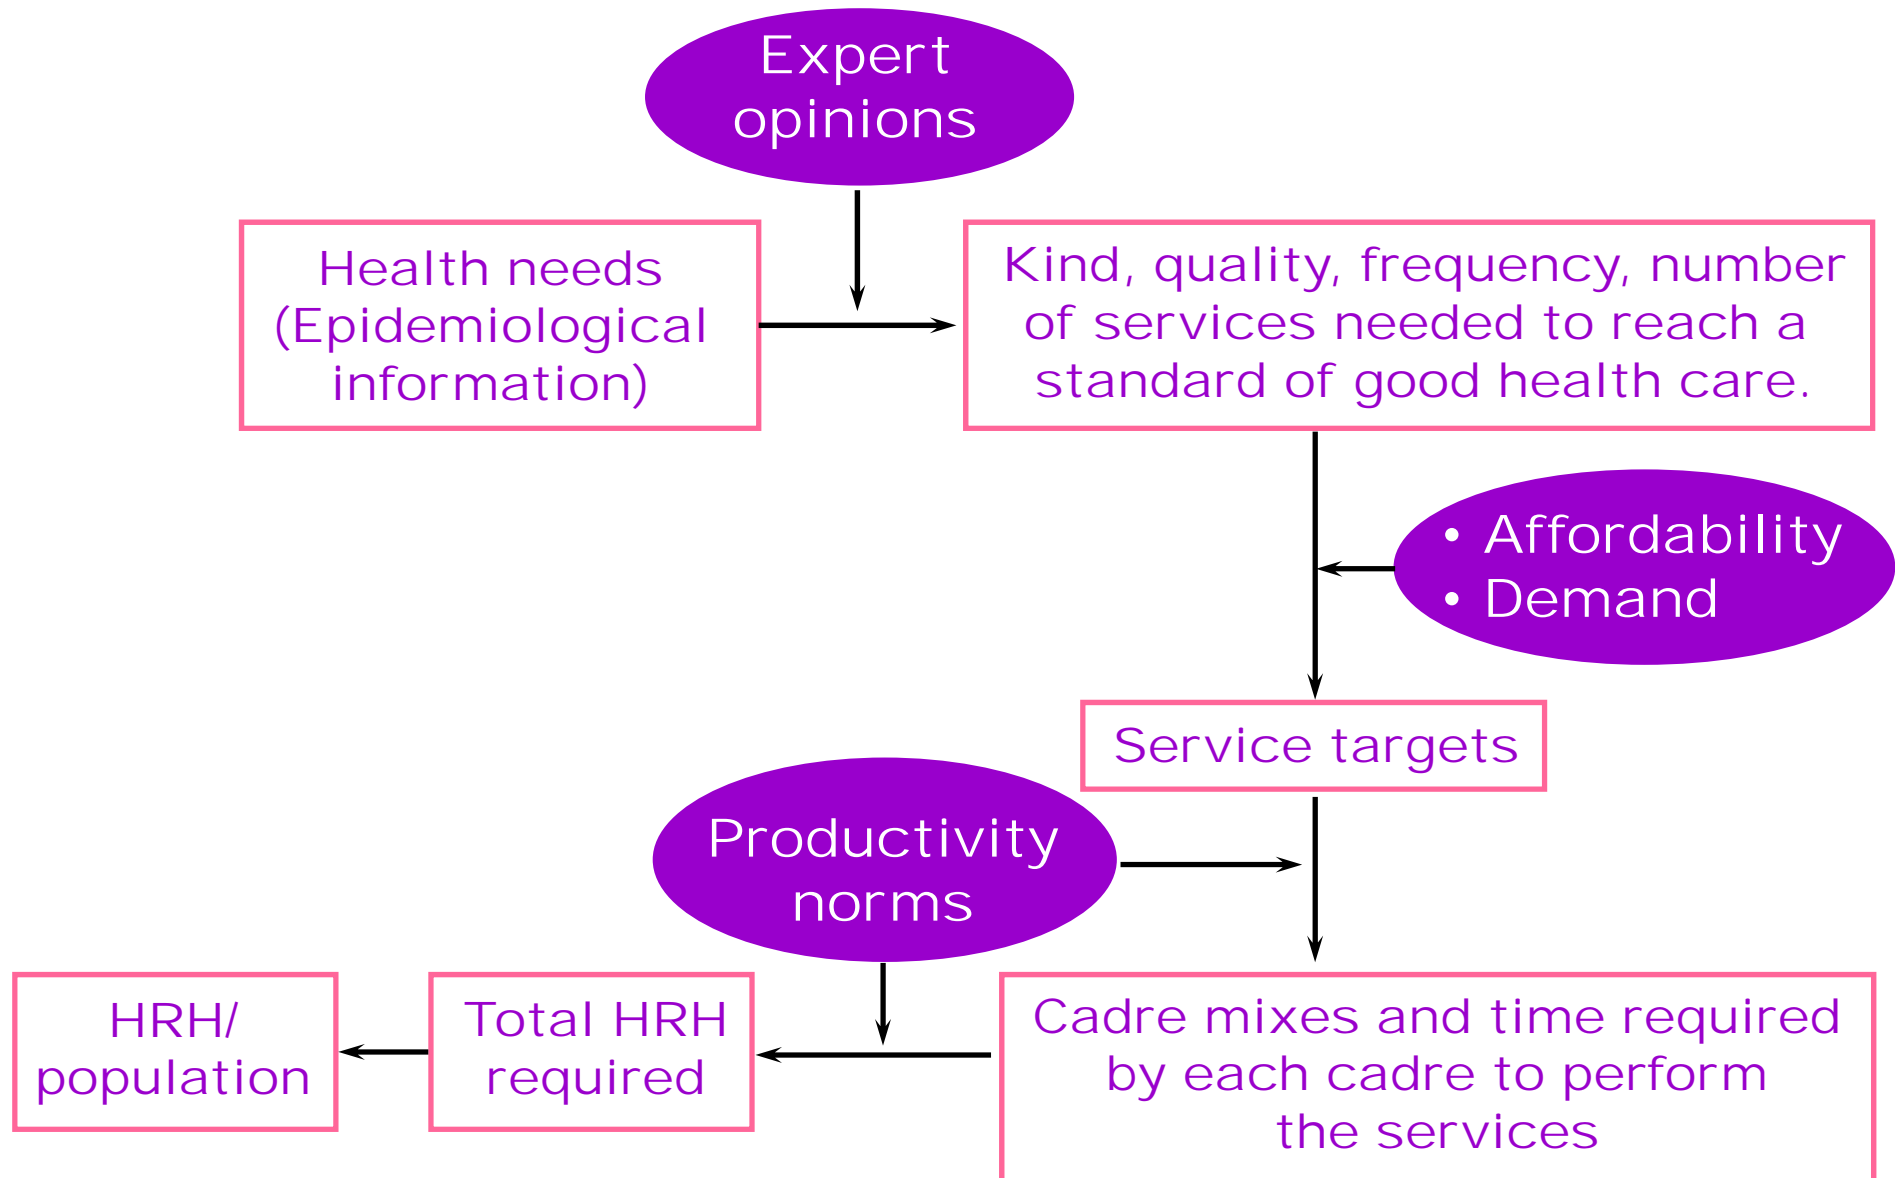 Expert
opinions
Health needs
(Epidemiological
information)
Kind, quality, frequency, number
of services needed to reach a
standard of good health care.
• Affordability
• Demand
Service targets
Productivity
norms
Cadre mixes and time required
by each cadre to perform
the services
Total HRH
required
HRH/
population